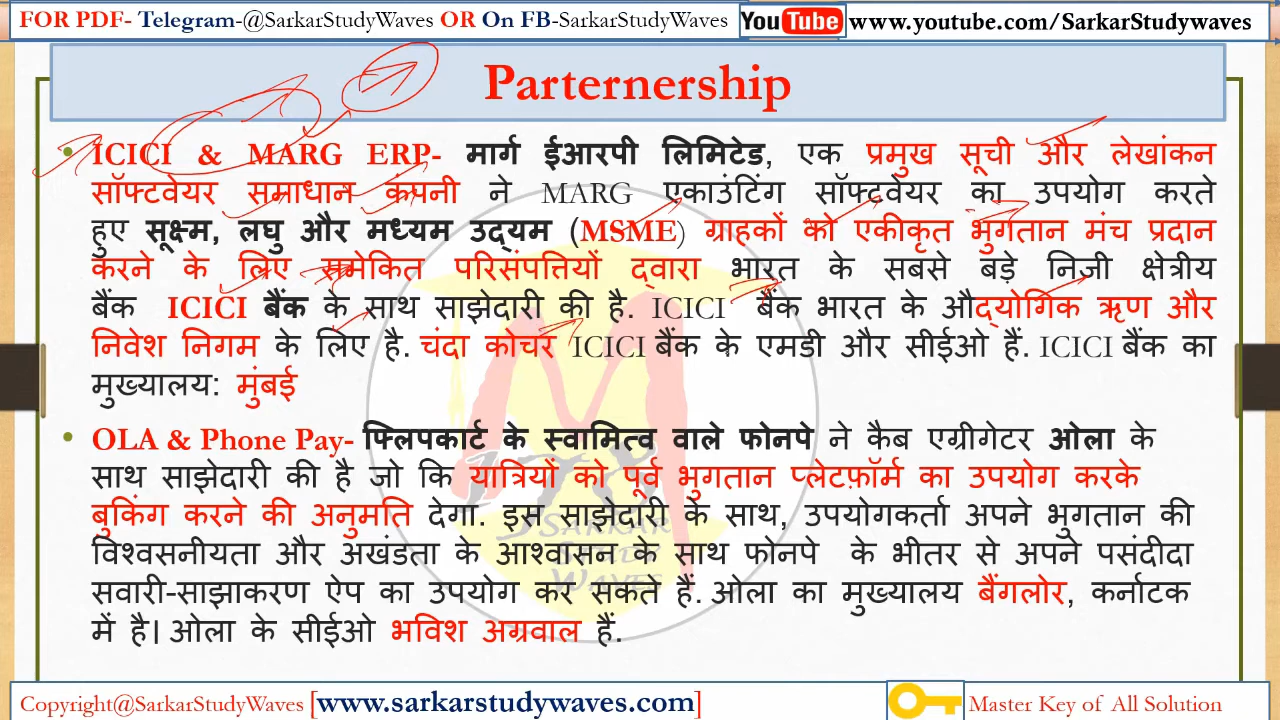 FOR PDF- Telegram-@SarkarStudyWaves OR On FB-SarkarStudyWaves YouTube www.youtube.com/SarkarStudywaves
Parternership
• ICICI & MARG ERP- मार्ग ईआरपी लिमिटेड, एक प्रमुख सूची और लेखांकन
सॉफ्टवेयर समाधान कंपनी ने MARG एकाउंटिंग सॉफ्टवेयर का उपयोग करते
हुए सूक्ष्म, लघु और मध्यम उद्यम (MSME) ग्राहकों को एकीकृत भुगतान मंच प्रदान
करने के लिए समेकित परिसंपत्तियों द्वारा भारत के सबसे बड़े निजी क्षेत्रीय
बैंक ICICI बैंक के साथ साझेदारी की है. ICICI बैंक भारत के औद्योगिक ऋण और
निवेश निगम के लिए है. चंदा कोचर ICICI बैंक के एमडी और सीईओ हैं. ICICI बैंक का
मुख्यालय: मुंबई
• OLA & Phone Pay- फ्लिपकार्ट के स्वामित्व वाले फोनपे ने कैब एग्रीगेटर ओला के
साथ साझेदारी की है जो कि यात्रियों को पूर्व भुगतान प्लेटफ़ॉर्म का उपयोग करके
बुकिंग करने की अनुमति देगा. इस साझेदारी के साथ, उपयोगकर्ता अपने भुगतान की
विश्वसनीयता और अखंडता के आश्वासन के साथ फोनपे के भीतर से अपने पसंदीदा
सवारी-साझाकरण ऐप का उपयोग कर सकते हैं. ओला का मुख्यालय बैंगलोर, कर्नाटक
में है। ओला के सीईओ भविश अग्रवाल हैं.
SARKAR
STUDY
WAVES
Copyright@SarkarStudyWaves [www.sarkarstudywaves.com] Master Key of All Solution